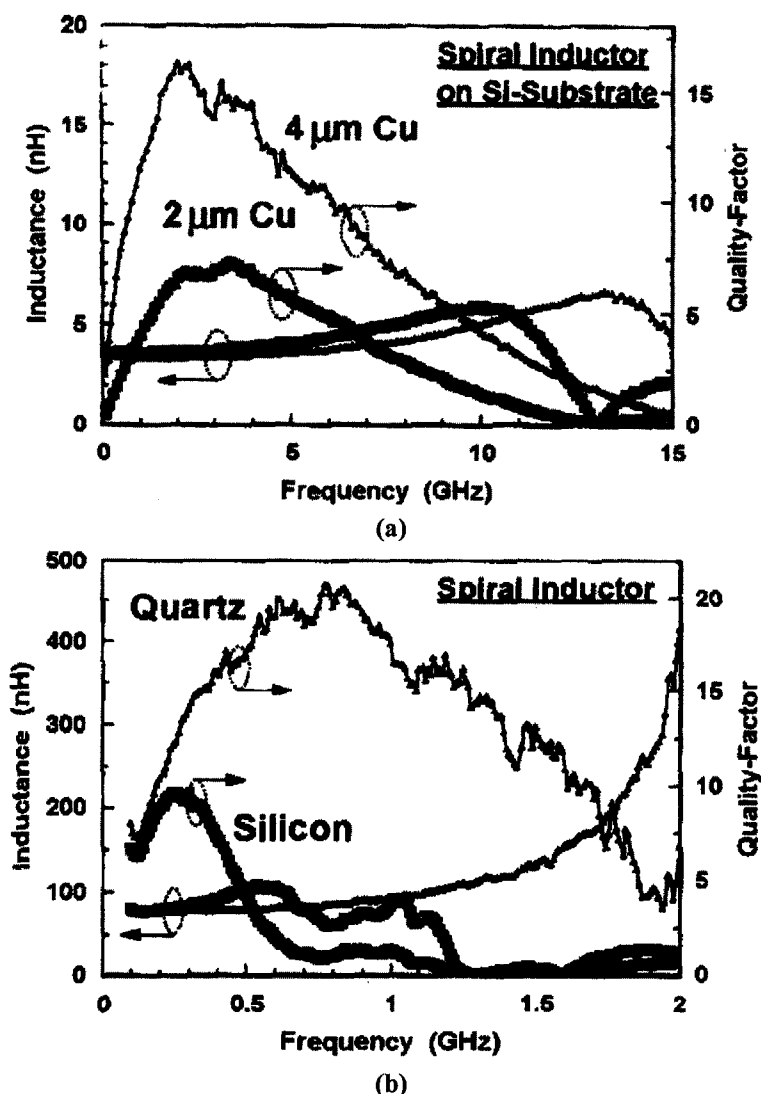 20
15
10
5
0
Inductance (nH)
Spiral Inductor
on Si-Substrate
4 µm Cu
2 µm Cu
15
10
5
0
Quality-Factor
0
5
10
15
Frequency (GHz)
(a)
500
400
300
200
100
0
Inductance (nH)
Spiral Inductor
Quartz
Silicon
20
15
10
5
0
Quality-Factor
0
0.5
1
1.5
2
Frequency (GHz)
(b)